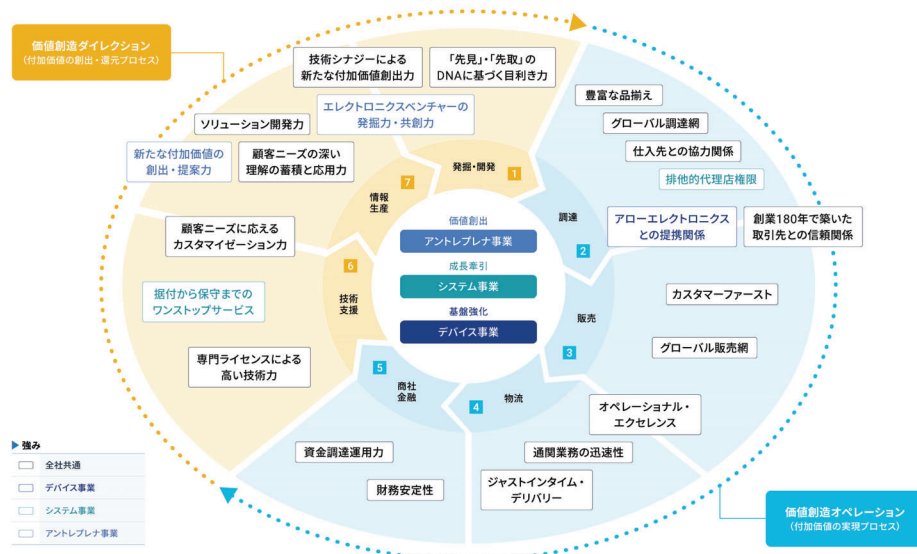 価値創造ダイレクション
(付加価値の創出・還元プロセス)
技術シナジーによる
新たな付加価値創出力
「先見」・「先取」の
DNAに基づく目利き力
エレクトロニクスベンチャーの
発掘力・共創力
ソリューション開発力
新たな付加価値の
創出・提案力
顧客ニーズの深い
理解の蓄積と応用力
顧客ニーズに応える
カスタマイゼーション力
据付から保守までの
ワンストップサービス
専門ライセンスによる
高い技術力
豊富な品揃え
グローバル調達網
仕入先との協力関係
排他的代理店権限
アローエレクトロニクス
との提携関係
創業180年で築いた
取引先との信頼関係
カスタマーファースト
グローバル販売網
オペレーショナル・
エクセレンス
通関業務の迅速性
ジャストインタイム・
デリバリー
資金調達運用力
財務安定性
発掘・開発
1
調達
2
販売
3
物流
4
商社
金融
5
技術
支援
6
情報
生産
7
価値創出
アントレプレナ事業
成長牽引
システム事業
基盤強化
デバイス事業
強み
全社共通
デバイス事業
システム事業
アントレプレナ事業
価値創造オペレーション
(付加価値の実現プロセス)